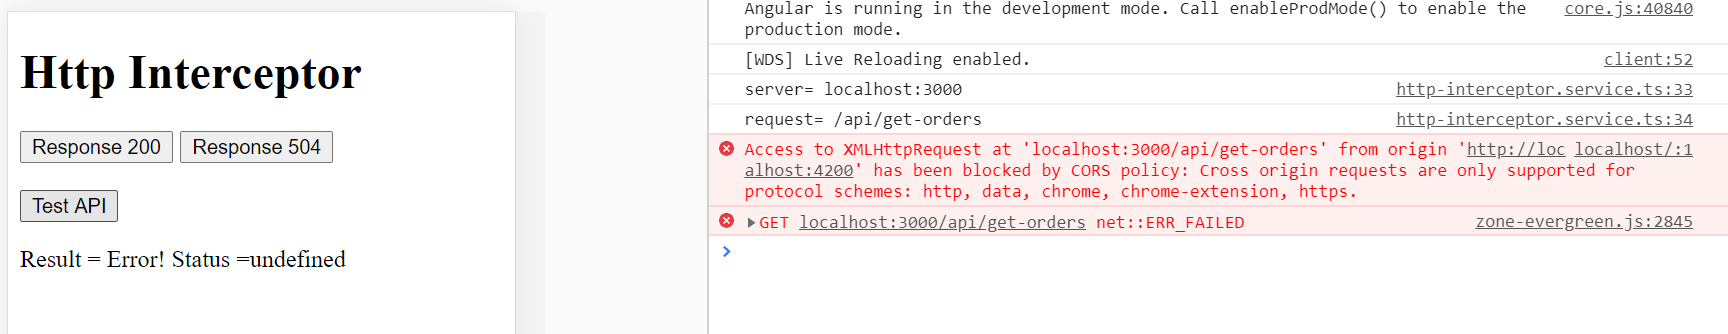 Http Interceptor
Response 200 Response 504
Test API
Result = Error! Status =undefined
Angular is running in the development mode. Call enableProdMode() to enable the core.js:40840
production mode.
[WDS] Live Reloading enabled. client:52
server= localhost:3000 http-interceptor.service.ts:33
request= /api/get-orders http-interceptor.service.ts:34
Access to XMLHttpRequest at 'localhost:3000/api/get-orders' from origin 'http://loc localhost/:1
alhost:4200' has been blocked by CORS policy: Cross origin requests are only supported for
protocol schemes: http, data, chrome, chrome-extension, https.
GET localhost:3000/api/get-orders net::ERR_FAILED zone-evergreen.js:2845